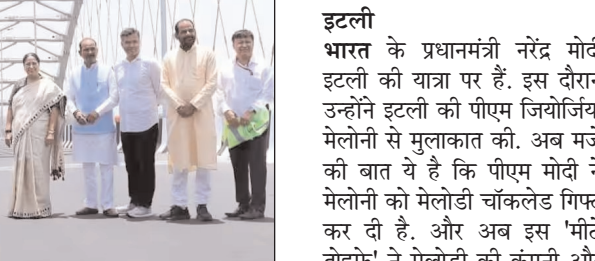 इटली
भारत के प्रधानमंत्री नरेंद्र मोदी
इटली की यात्रा पर हैं. इस दौरान
उन्होंने इटली की पीएम जियोर्जिया
मेलोनी से मुलाकात की. अब मजे
की बात ये है कि पीएम मोदी ने
मेलोनी को मेलोडी चॉकलेड गिफ्ट
कर दी है. और अब इस 'मीठे